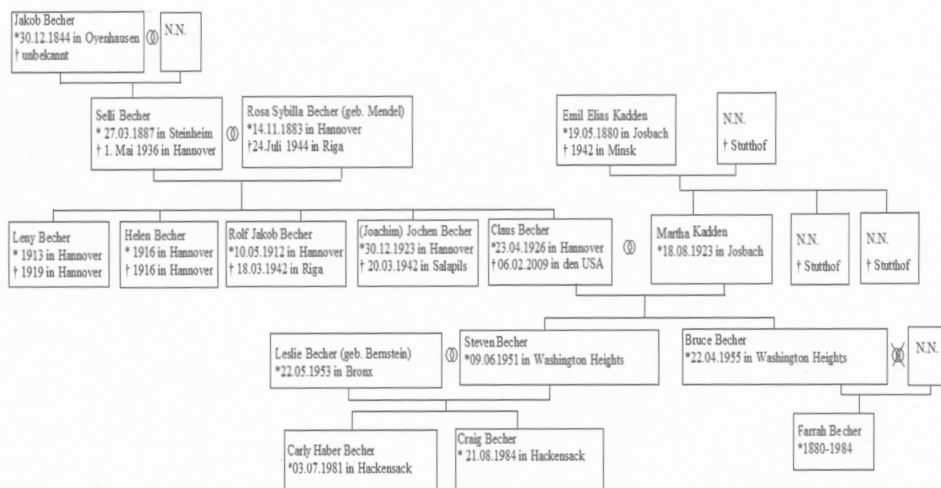 Jakob Becher
*30.12.1844 in Oyenhausen
† unbekannt
N.N.
Selli Becher
* 27.03.1887 in Steinheim
† 1. Mai 1936 in Hannover
Rosa Sybilla Becher (geb. Mendel)
*14.11.1883 in Hannover
†24.Juli 1944 in Riga
Emil Elias Kadden
*19.05.1880 in Josbach
† 1942 in Minsk
N.N.
† Stutthof
Leny Becher
* 1913 in Hannover
† 1919 in Hannover
Helen Becher
* 1916 in Hannover
† 1916 in Hannover
Rolf Jakob Becher
*10.05.1912 in Hannover
† 18.03.1942 in Riga
(Joachim) Jochen Becher
*30.12.1923 in Hannover
† 20.03.1942 in Salapils
Claus Becher
*23.04.1926 in Hannover
†06.02.2009 in den USA
Martha Kadden
*18.08.1923 in Josbach
N.N.
† Stutthof
N.N.
† Stutthof
Leslie Becher (geb. Bernstein)
*22.05.1953 in Bronx
Steven Becher
*09.06.1951 in Washington Heights
Bruce Becher
*22.04.1955 in Washington Heights
N.N.
Carly Haber Becher
*03.07.1981 in Hackensack
Craig Becher
* 21.08.1984 in Hackensack
Farrah Becher
*1880-1984